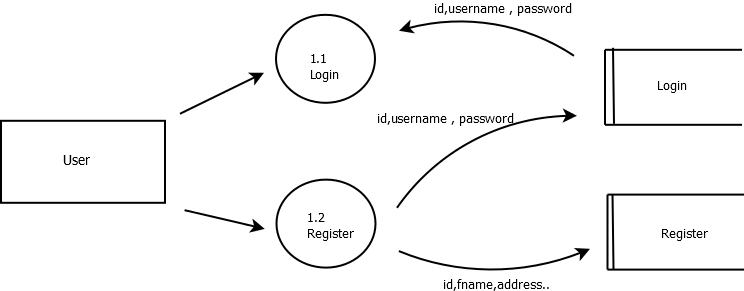 id,username , password
1.1
Login
Login
id,username , password
User
1.2
Register
Register
id,fname,address..